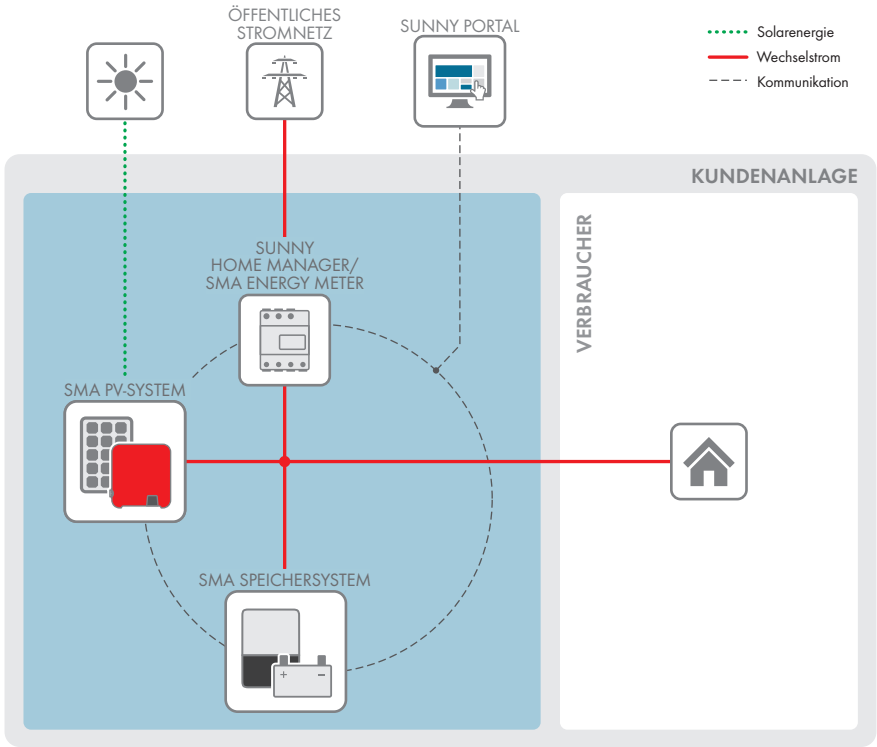 ÖFFENTLICHES
STROMNETZ
SUNNY PORTAL
Solarenergie
Wechselstrom
Kommunikation
KUNDENANLAGE
VERBRAUCHER
SUNNY
HOME MANAGER/
SMA ENERGY METER
SMA PV-SYSTEM
SMA SPEICHERSYSTEM
+ −